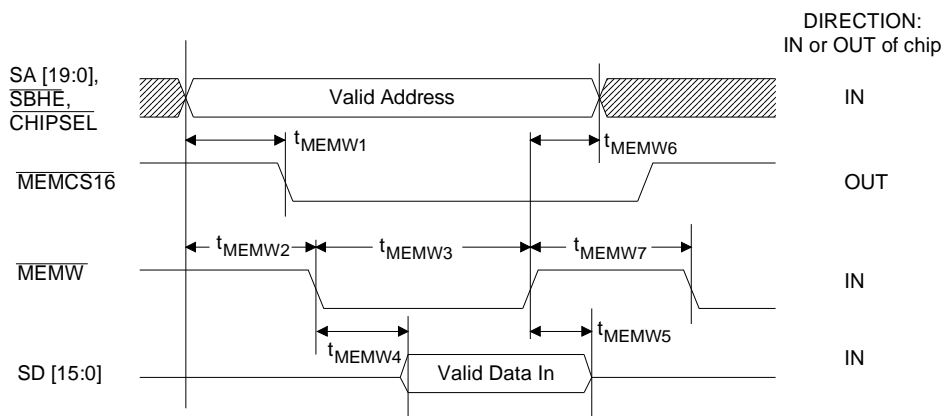 DIRECTION:
IN or OUT of chip
SA [19:0],
SBHE,
CHIPSEL
Valid Address
IN
tMEMW1
tMEMW6
MEMCS16
OUT
tMEMW2
tMEMW3
tMEMW7
MEMW
IN
tMEMW4
tMEMW5
SD [15:0]
Valid Data In
IN